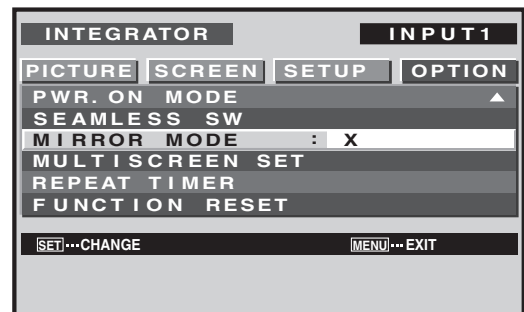 INTEGRATOR INPUT1
PICTURE SCREEN SETUP OPTION
PWR. ON MODE ▲
SEAMLESS SW
MIRROR MODE : X
MULTISCREEN SET
REPEAT TIMER
FUNCTION RESET
SET···CHANGE MENU···EXIT